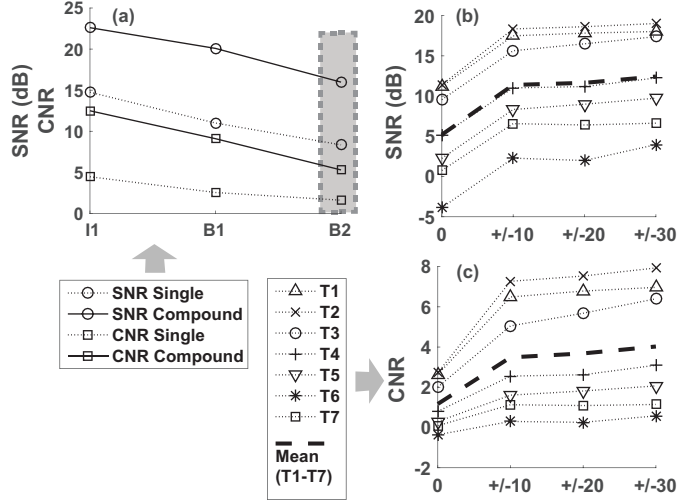 (a)
SNR (dB)
CNR
25
20
15
10
5
0
I1 B1 B2
(b)
SNR (dB)
20
15
10
5
0
-5
0 +/-10 +/-20 +/-30
SNR Single
SNR Compound
CNR Single
CNR Compound
T1
T2
T3
T4
T5
T6
T7
Mean
(T1-T7)
(c)
CNR
8
6
4
2
0
-2
0 +/-10 +/-20 +/-30